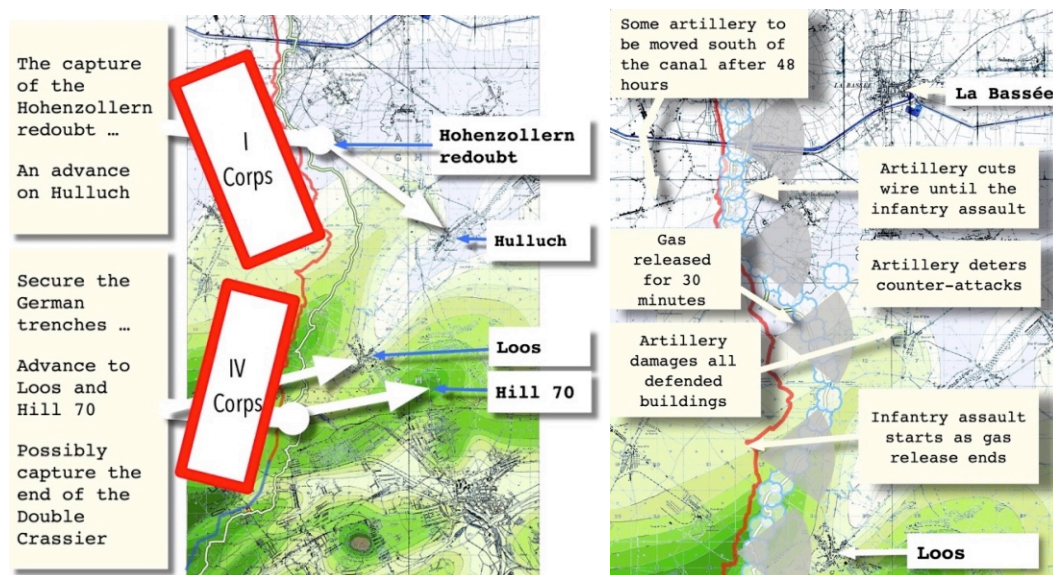 The capture
of the
Hohenzollern
redoubt …
An advance
on Hulluch
Secure the
German
trenches …
Advance to
Loos and
Hill 70
Possibly
capture the
end of the
Double
Crassier
I
Corps
IV
Corps
Hohenzollern
redoubt
Hulluch
Loos
Hill 70
Some artillery to
be moved south of
the canal after 48
hours
LA BASSÉE
La Bassée
Artillery cuts
wire until the
infantry assault
Gas
released
for 30
minutes
Artillery deters
counter-attacks
Artillery
damages all
defended
buildings
Infantry assault
starts as gas
release ends
Loos